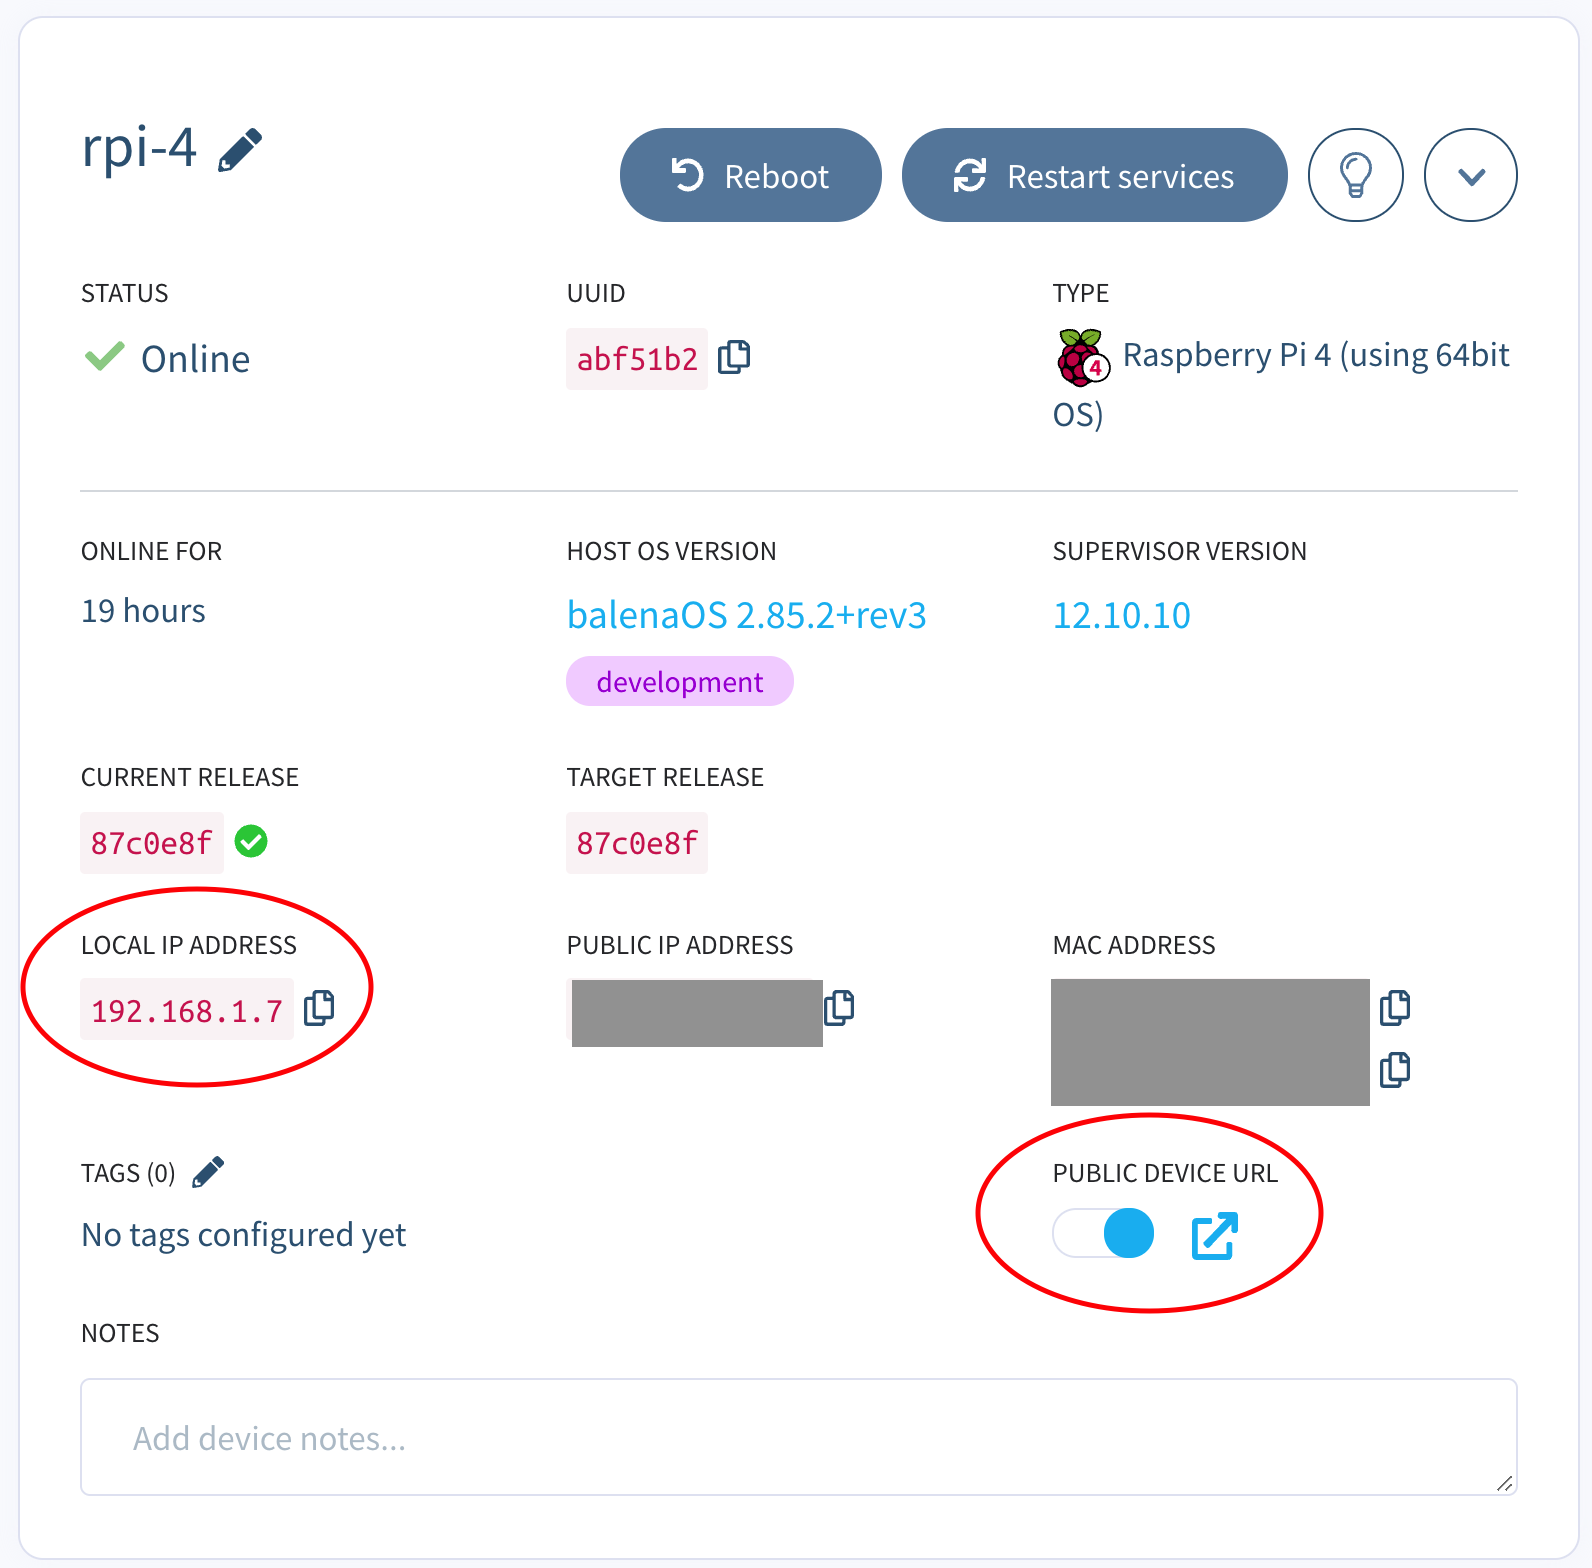 rpi-4
Reboot
Restart services
STATUS
UUID
TYPE
Online
abf51b2
4
Raspberry Pi 4 (using 64bit
OS)
ONLINE FOR
HOST OS VERSION
SUPERVISOR VERSION
19 hours
balenaOS 2.85.2+rev3
12.10.10
development
CURRENT RELEASE
TARGET RELEASE
87c0e8f
87c0e8f
LOCAL IP ADDRESS
PUBLIC IP ADDRESS
MAC ADDRESS
192.168.1.7
TAGS (0)
PUBLIC DEVICE URL
No tags configured yet
NOTES
Add device notes...